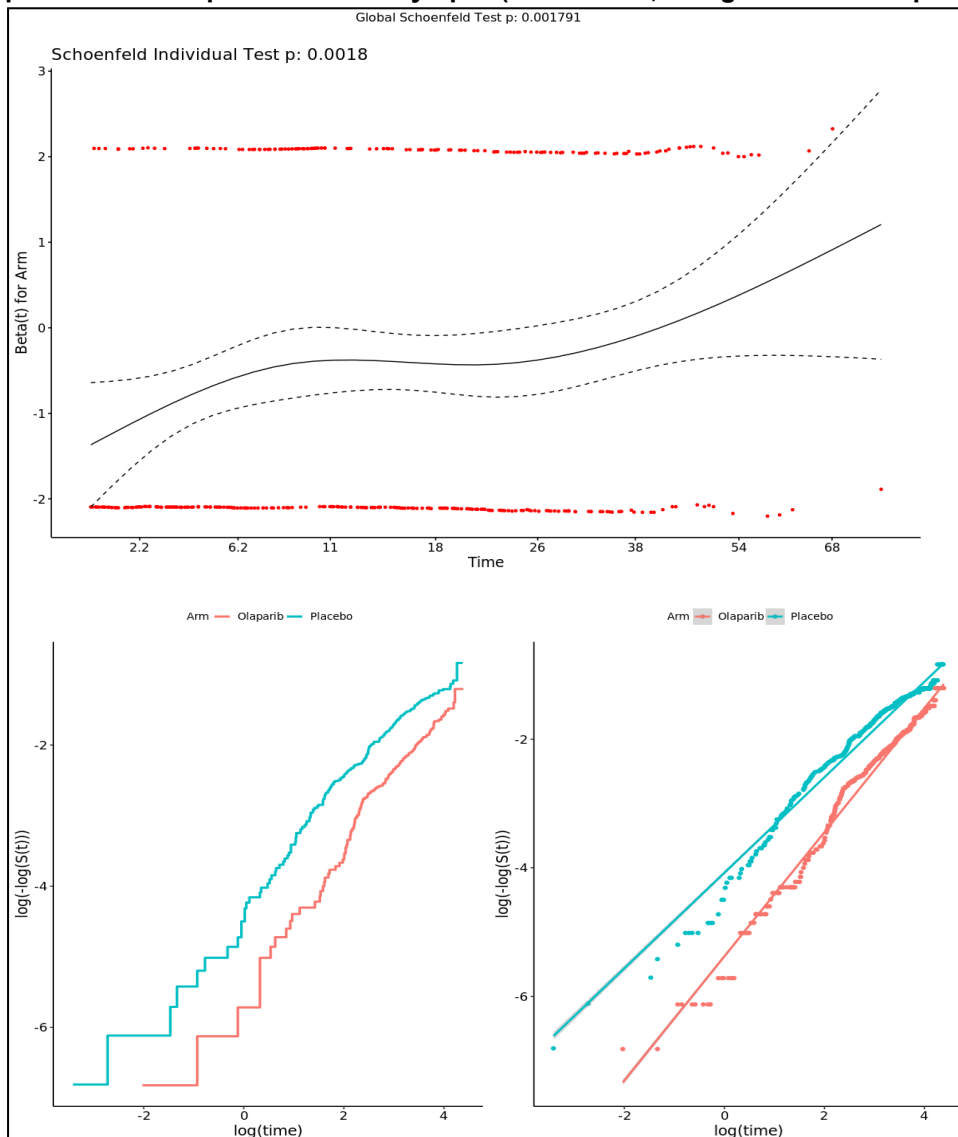 Global Schoenfeld Test p: 0.001791
Schoenfeld Individual Test p: 0.0018
3
2
1
0
-1
-2
Beta(t) for Arm
2.2 6.2 11 18 26 38 54 68
Time
Arm Olaparib Placebo
-2
-4
-6
log(-log(S(t)))
-2 0 2 4
log(time)
Arm Olaparib Placebo
-2
-4
-6
log(-log(S(t)))
-2 0 2 4
log(time)